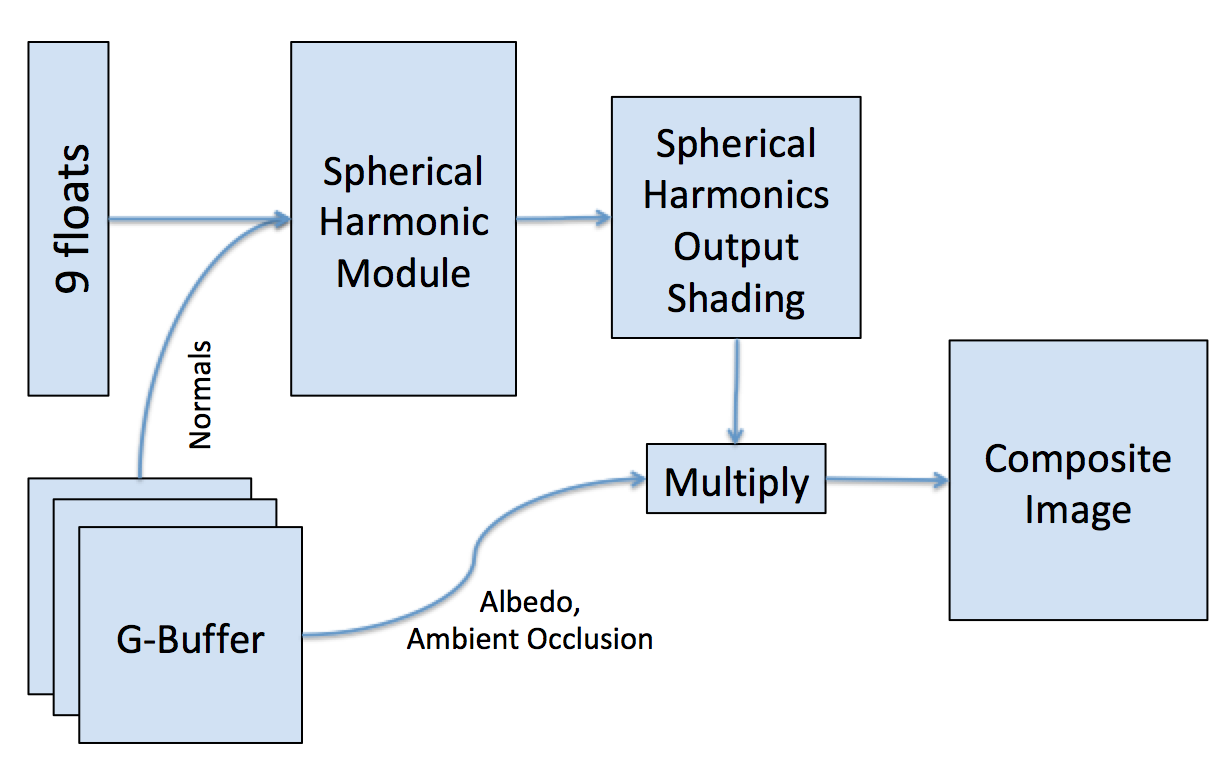 9 floats
Spherical
Harmonic
Module
Spherical
Harmonics
Output
Shading
Normals
Multiply
Composite
Image
G-Buffer
Albedo,
Ambient Occlusion